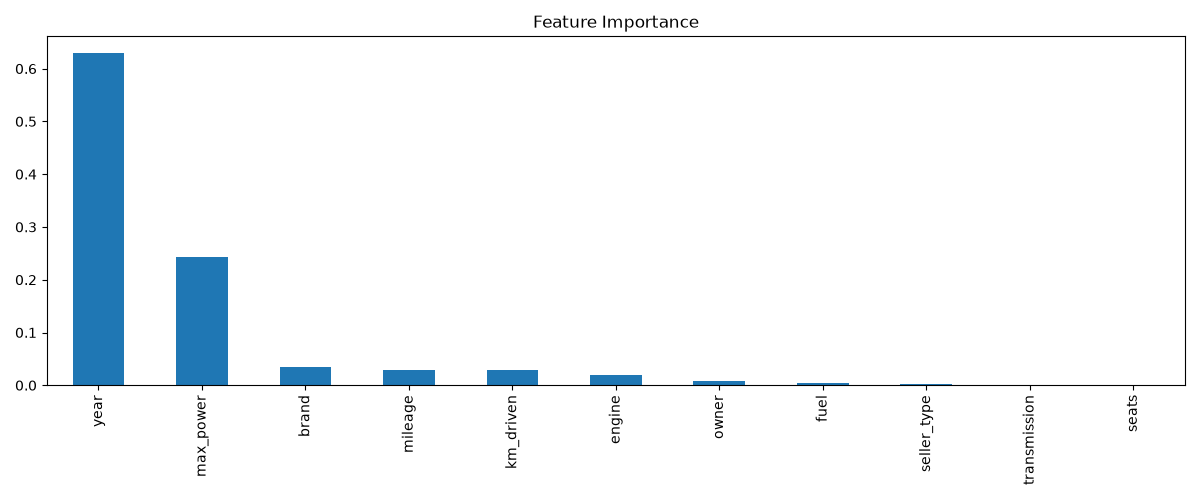 Feature Importance
0.6
0.5
0.4
0.3
0.2
0.1
0.0
year
max_power
brand
mileage
km_driven
engine
owner
fuel
seller_type
transmission
seats